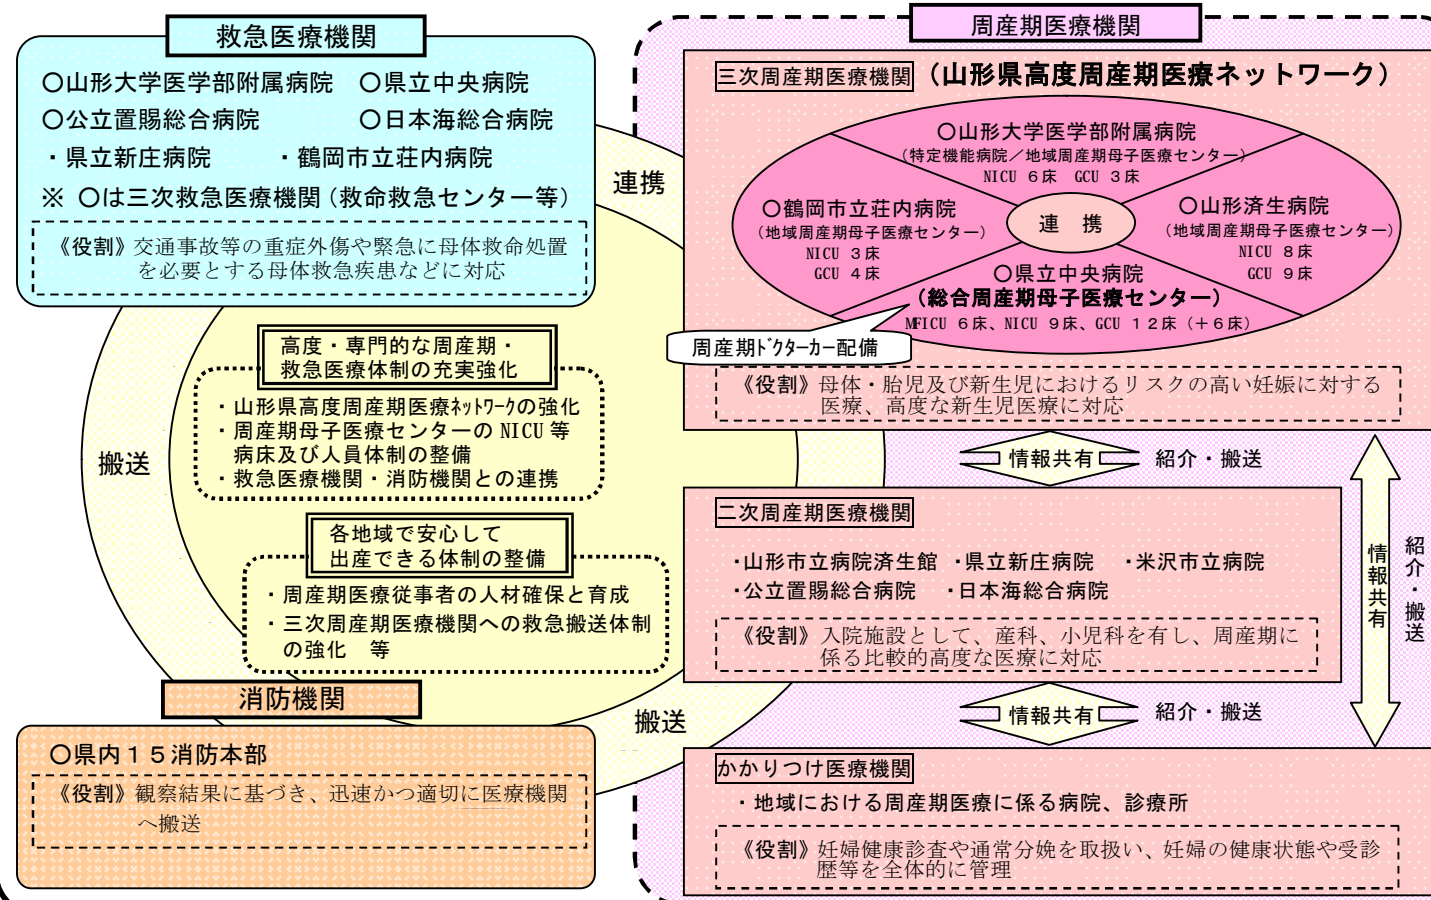 救急医療機関
○山形大学医学部附属病院　○県立中央病院
○公立置賜総合病院　○日本海総合病院
・県立新庄病院　・鶴岡市立荘内病院
※ ○は三次救急医療機関（救命救急センター等）
《役割》交通事故等の重症外傷や緊急に母体救命処置
を必要とする母体救急疾患などに対応
連携
搬送
高度・専門的な周産期・
救急医療体制の充実強化
・山形県高度周産期医療ﾈｯﾄﾜｰｸの強化
・周産期母子医療センターの NICU 等
病床及び人員体制の整備
・救急医療機関・消防機関との連携
各地域で安心して
出産できる体制の整備
・周産期医療従事者の人材確保と育成
・三次周産期医療機関への救急搬送体制
の強化　等
搬送
消防機関
○県内１５消防本部
《役割》観察結果に基づき、迅速かつ適切に医療機関
へ搬送
周産期医療機関
三次周産期医療機関（山形県高度周産期医療ネットワーク）
○山形大学医学部附属病院
（特定機能病院／地域周産期母子医療センター）
NICU ６床　GCU ３床
○鶴岡市立荘内病院
（地域周産期母子医療センター）
NICU ３床
GCU ４床
連　携
○山形済生病院
（地域周産期母子医療センター）
NICU ８床
GCU ９床
○県立中央病院
（総合周産期母子医療センター）
MFICU ６床、NICU ９床、GCU １２床（＋６床）
周産期ﾄﾞｸﾀｰｶｰ配備
《役割》母体・胎児及び新生児におけるリスクの高い妊娠に対する
医療、高度な新生児医療に対応
情報共有　紹介・搬送
二次周産期医療機関
・山形市立病院済生館　・県立新庄病院　・米沢市立病院
・公立置賜総合病院　・日本海総合病院
《役割》入院施設として、産科、小児科を有し、周産期に
係る比較的高度な医療に対応
情報共有
紹介・搬送
情報共有　紹介・搬送
かかりつけ医療機関
・地域における周産期医療に係る病院、診療所
《役割》妊婦健康診査や通常分娩を取扱い、妊婦の健康状態や受診
歴等を全体的に管理